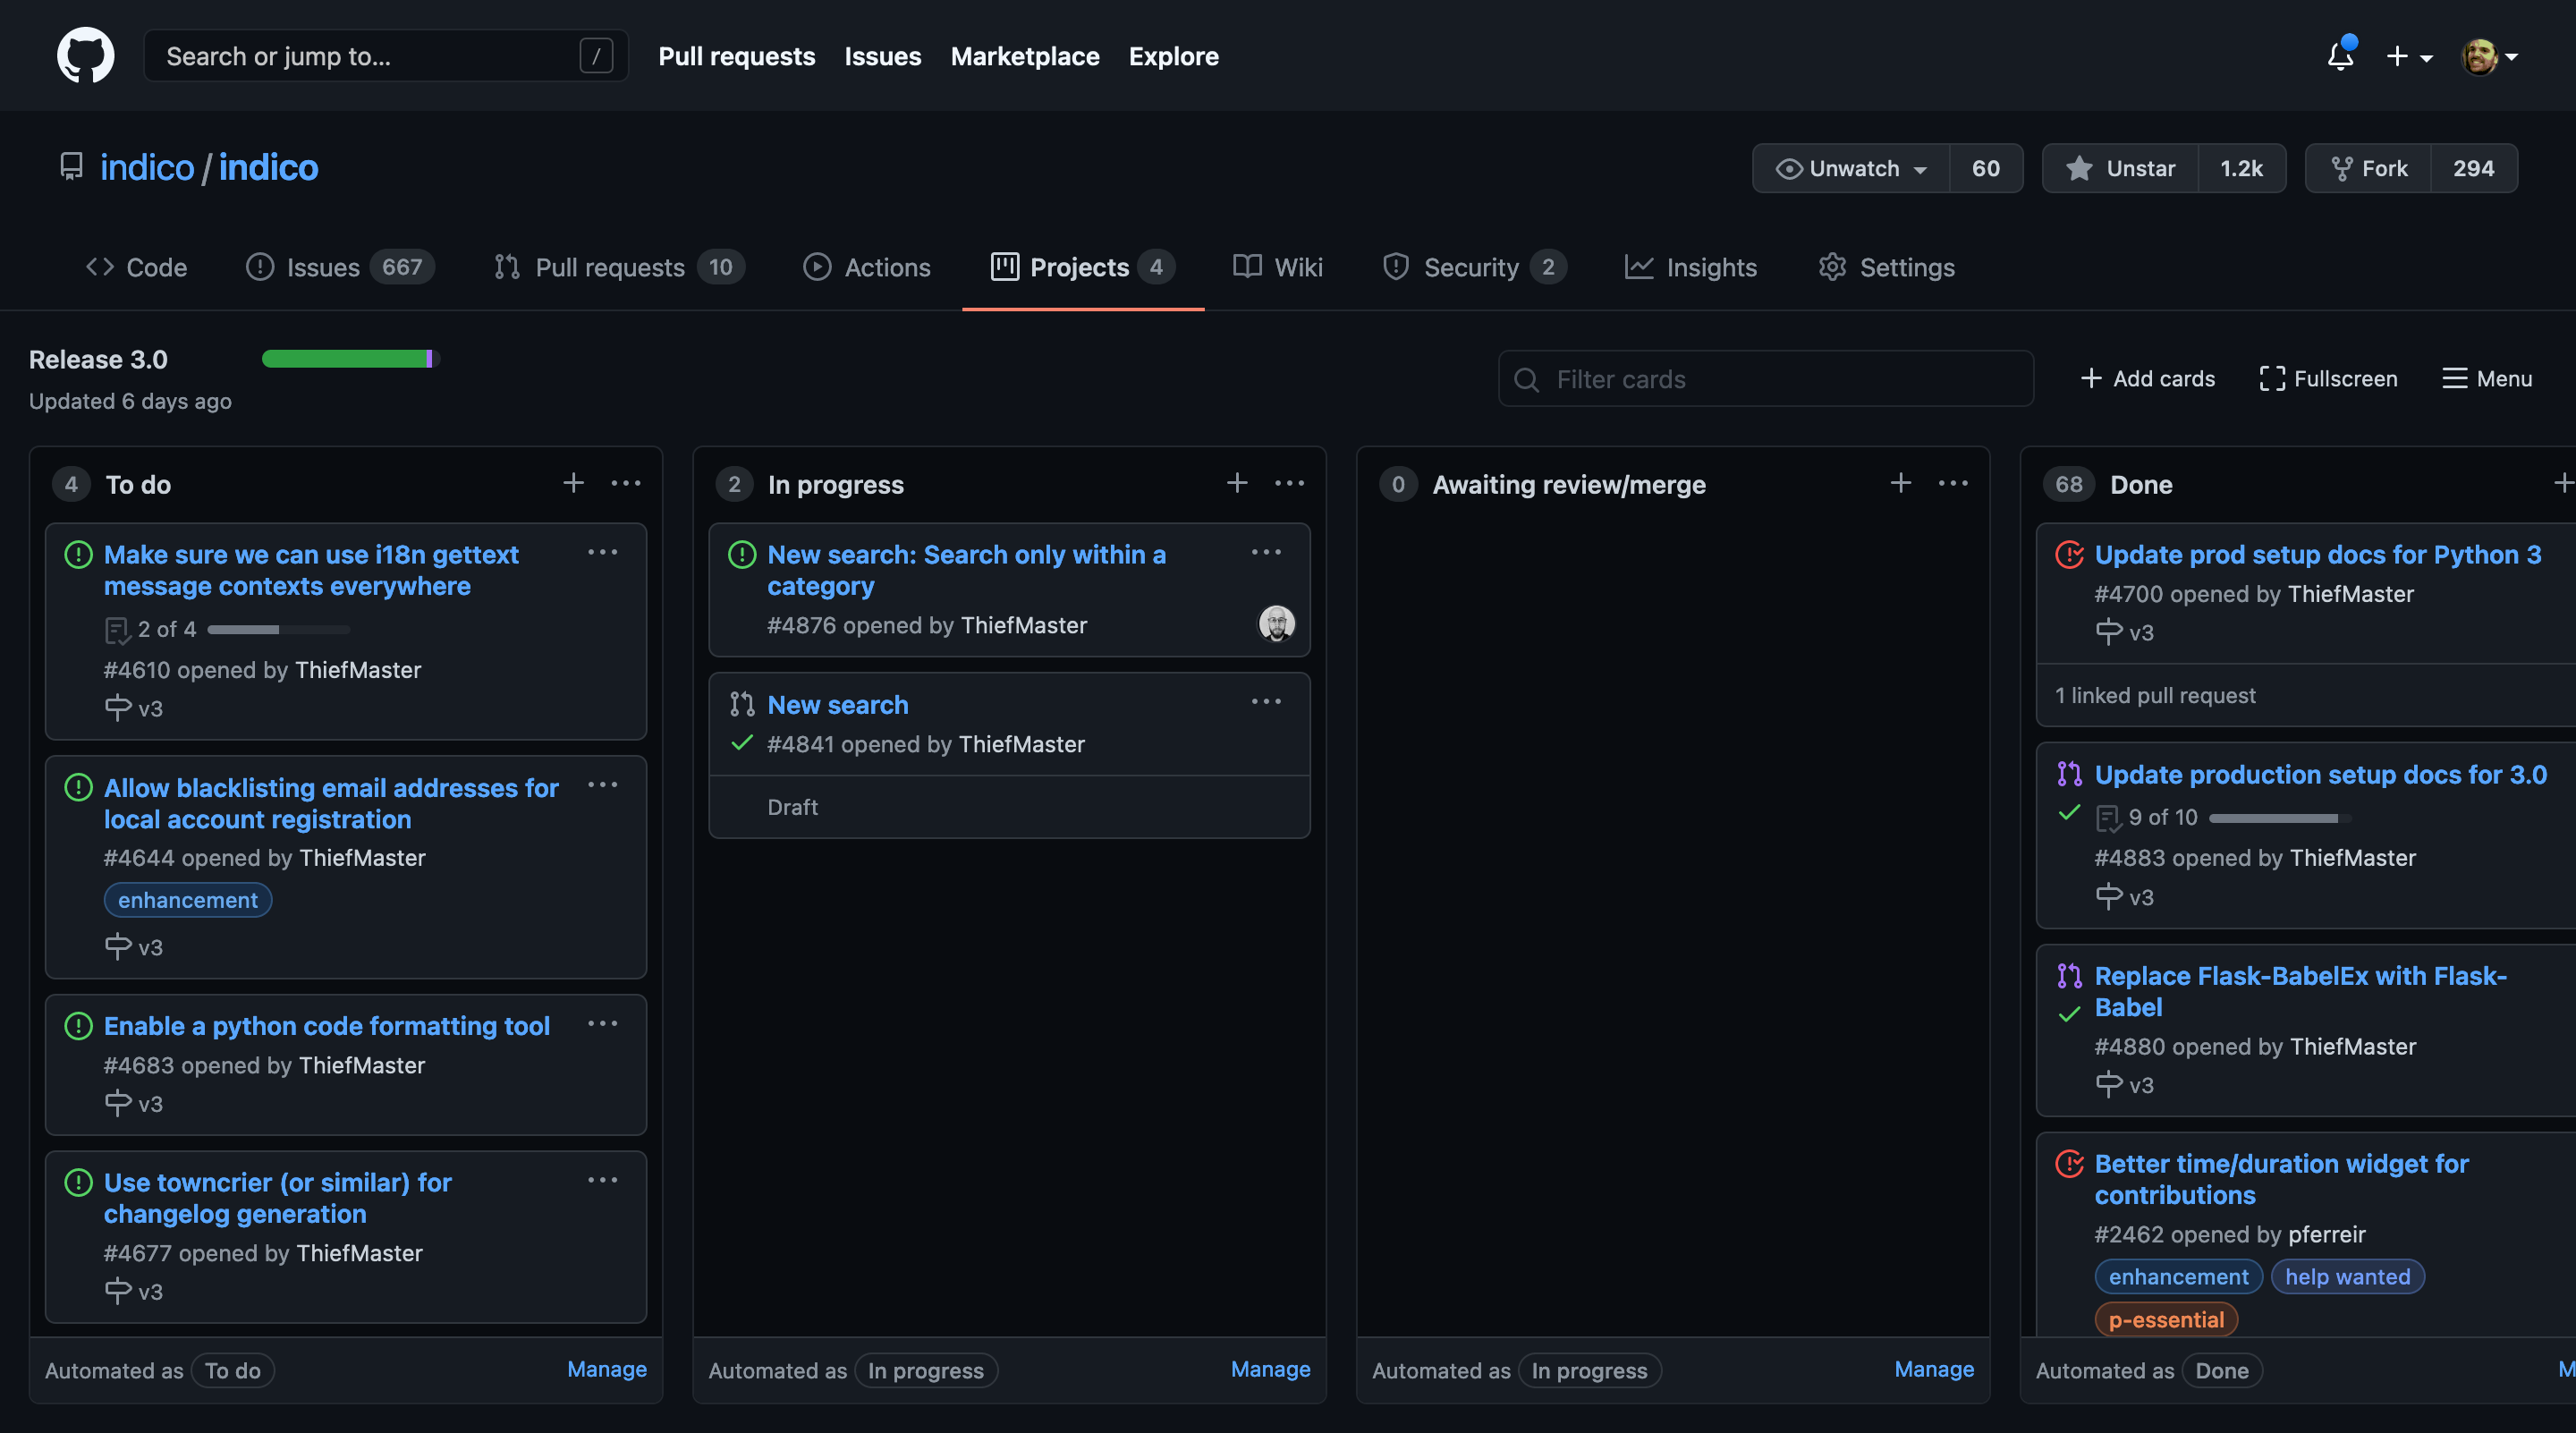 Search or jump to... /
Pull requests
Issues
Marketplace
Explore
indico / indico
Unwatch 60
Unstar 1.2k
Fork 294
Code
Issues 667
Pull requests 10
Actions
Projects 4
Wiki
Security 2
Insights
Settings
Release 3.0
Updated 6 days ago
Filter cards
Add cards
Fullscreen
Menu
4 To do
Make sure we can use i18n gettext
message contexts everywhere
2 of 4
#4610 opened by ThiefMaster
v3
Allow blacklisting email addresses for
local account registration
#4644 opened by ThiefMaster
enhancement
v3
Enable a python code formatting tool
#4683 opened by ThiefMaster
v3
Use towncrier (or similar) for
changelog generation
#4677 opened by ThiefMaster
v3
Automated as To do
Manage
2 In progress
New search: Search only within a
category
#4876 opened by ThiefMaster
New search
#4841 opened by ThiefMaster
Draft
Automated as In progress
Manage
0 Awaiting review/merge
Automated as In progress
Manage
68 Done
Update prod setup docs for Python 3
#4700 opened by ThiefMaster
v3
1 linked pull request
Update production setup docs for 3.0
9 of 10
#4883 opened by ThiefMaster
v3
Replace Flask-BabelEx with Flask-
Babel
#4880 opened by ThiefMaster
v3
Better time/duration widget for
contributions
#2462 opened by pferreir
enhancement help wanted
p-essential
Automated as Done